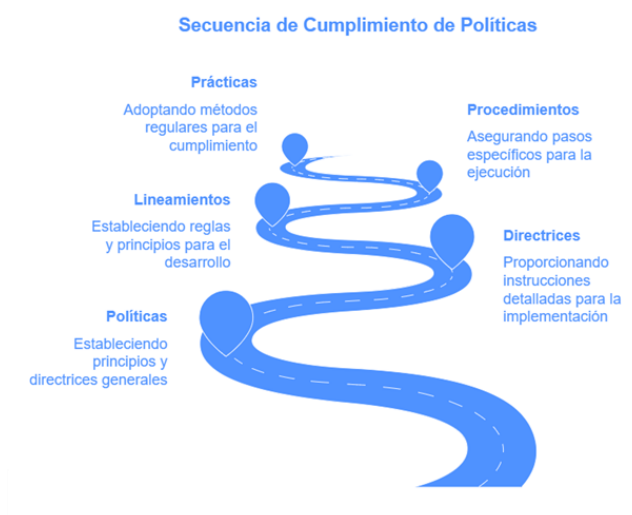 Secuencia de Cumplimiento de Políticas
Prácticas
Adoptando métodos
regulares para el
cumplimiento
Procedimientos
Asegurando pasos
específicos para la
ejecución
Lineamientos
Estableciendo reglas
y principios para el
desarrollo
Directrices
Proporcionando
instrucciones
detalladas para la
implementación
Políticas
Estableciendo
principios y
directrices generales